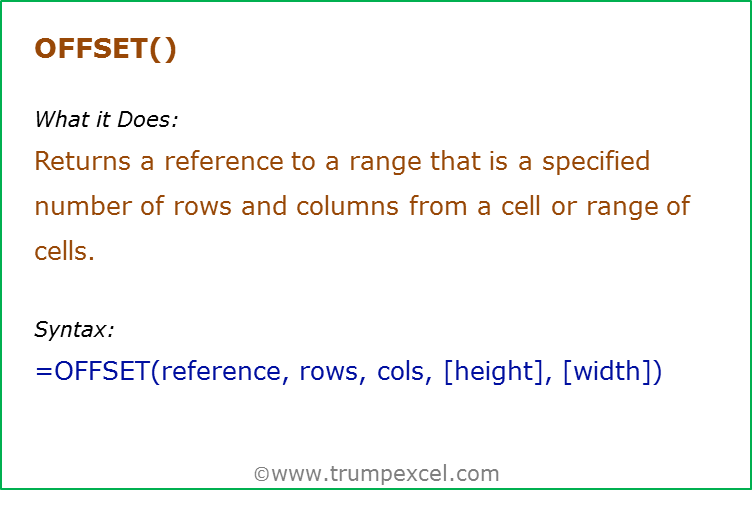 OFFSET()
What it Does:
Returns a reference to a range that is a specified
number of rows and columns from a cell or range of
cells.
Syntax:
=OFFSET(reference, rows, cols, [height], [width])
©www.trumpexcel.com